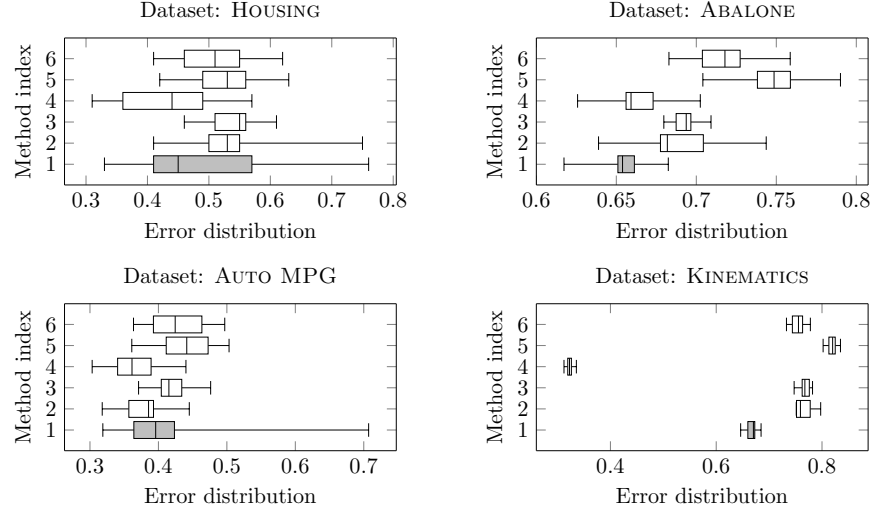 Dataset: HOUSING
Method index
6
5
4
3
2
1
0.3 0.4 0.5 0.6 0.7 0.8
Error distribution
Dataset: ABALONE
Method index
6
5
4
3
2
1
0.6 0.65 0.7 0.75 0.8
Error distribution
Dataset: AUTO MPG
Method index
6
5
4
3
2
1
0.3 0.4 0.5 0.6 0.7
Error distribution
Dataset: KINEMATICS
Method index
6
5
4
3
2
1
0.4 0.6 0.8
Error distribution